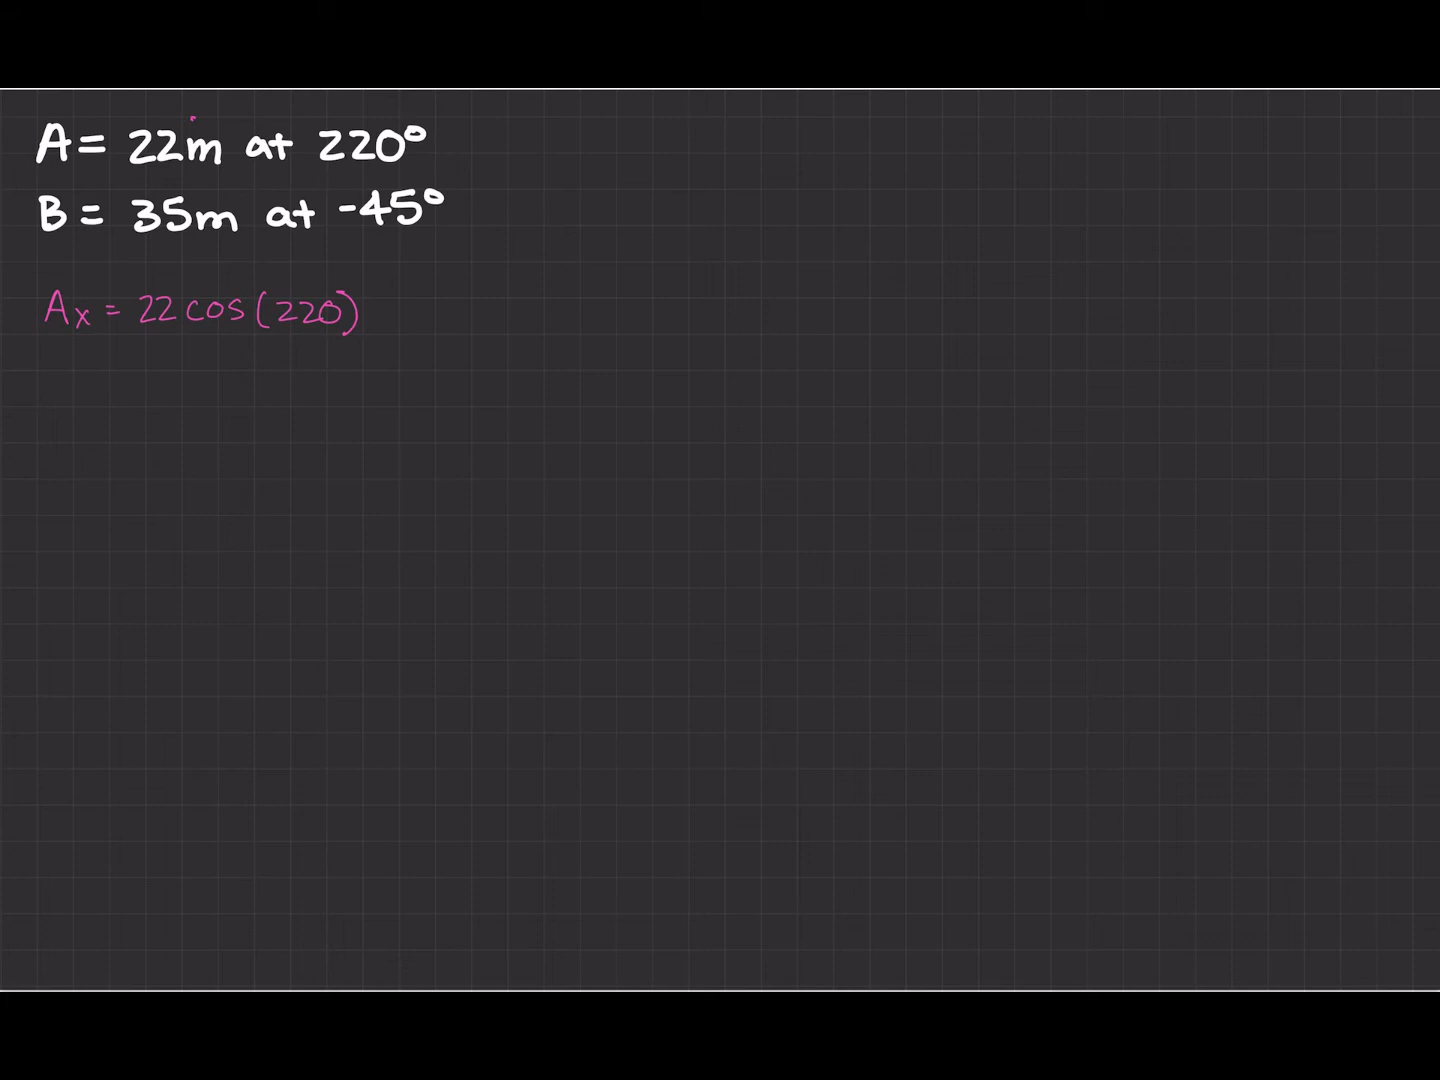 A = 22m at 220°
B = 35m at -45°
Ax = 22 cos(220)